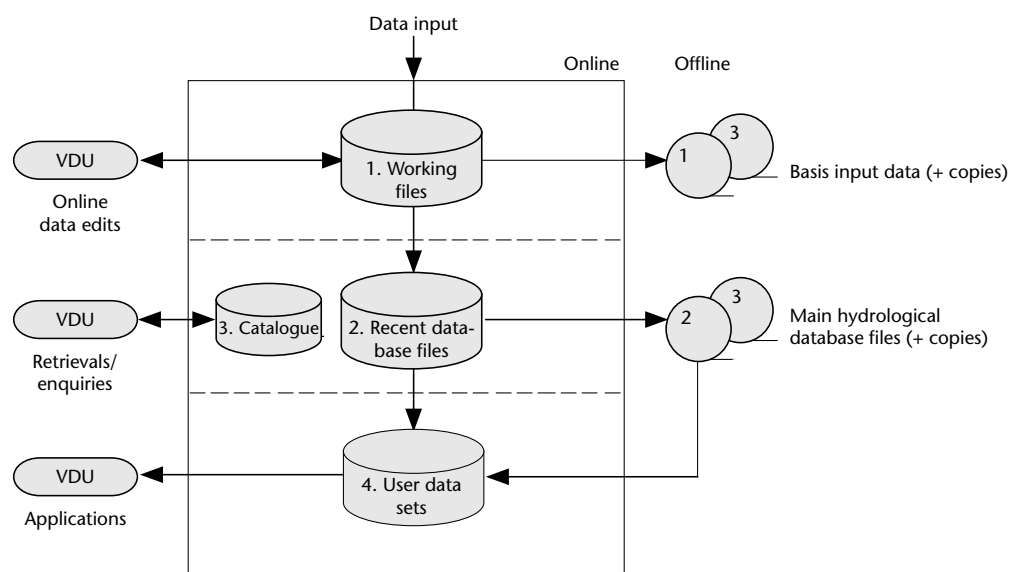 Data input
Online
Offline
VDU
Online
data edits
1. Working
files
1
3
Basis input data (+ copies)
VDU
Retrievals/
enquiries
3. Catalogue
2. Recent data-
base files
2
3
Main hydrological
database files (+ copies)
VDU
Applications
4. User data
sets